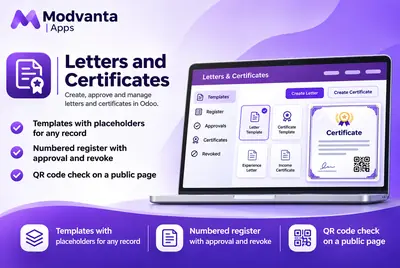 Modvanta
| Apps
Letters and
Certificates
Create, approve and manage
letters and certificates in Odoo.
Templates with placeholders
for any record
Numbered register with
approval and revoke
QR code check on a public page
Letters & Certificates
Templates
Register
Approvals
Certificates
Revoked
Create Letter
Create Certificate
Letter
Template
Certificate
Template
Experience
Letter
Income
Certificate
Certificate
Templates with
placeholders for any record
Numbered register
with approval and revoke
QR code check
on a public page